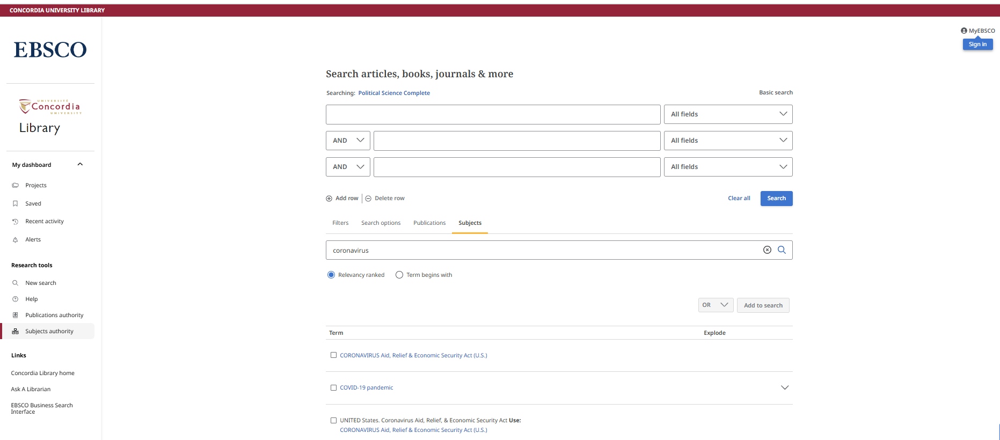 CONCORDIA UNIVERSITY LIBRARY
EBSCO
UNIVERSITÉ
Concordia
UNIVERSITY
Library
My dashboard
Projects
Saved
Recent activity
Alerts
Research tools
New search
Help
Publications authority
Subjects authority
Links
Concordia Library home
Ask A Librarian
EBSCO Business Search
Interface
MyEBSCO
Sign in
Search articles, books, journals & more
Searching: Political Science Complete
Basic search
All fields
AND
All fields
AND
All fields
Add row
Delete row
Clear all
Search
Filters
Search options
Publications
Subjects
coronavirus
Relevancy ranked
Term begins with
OR
Add to search
Term
Explode
CORONAVIRUS Aid, Relief & Economic Security Act (U.S.)
COVID-19 pandemic
UNITED States. Coronavirus Aid, Relief, & Economic Security Act Use:
CORONAVIRUS Aid, Relief & Economic Security Act (U.S.)